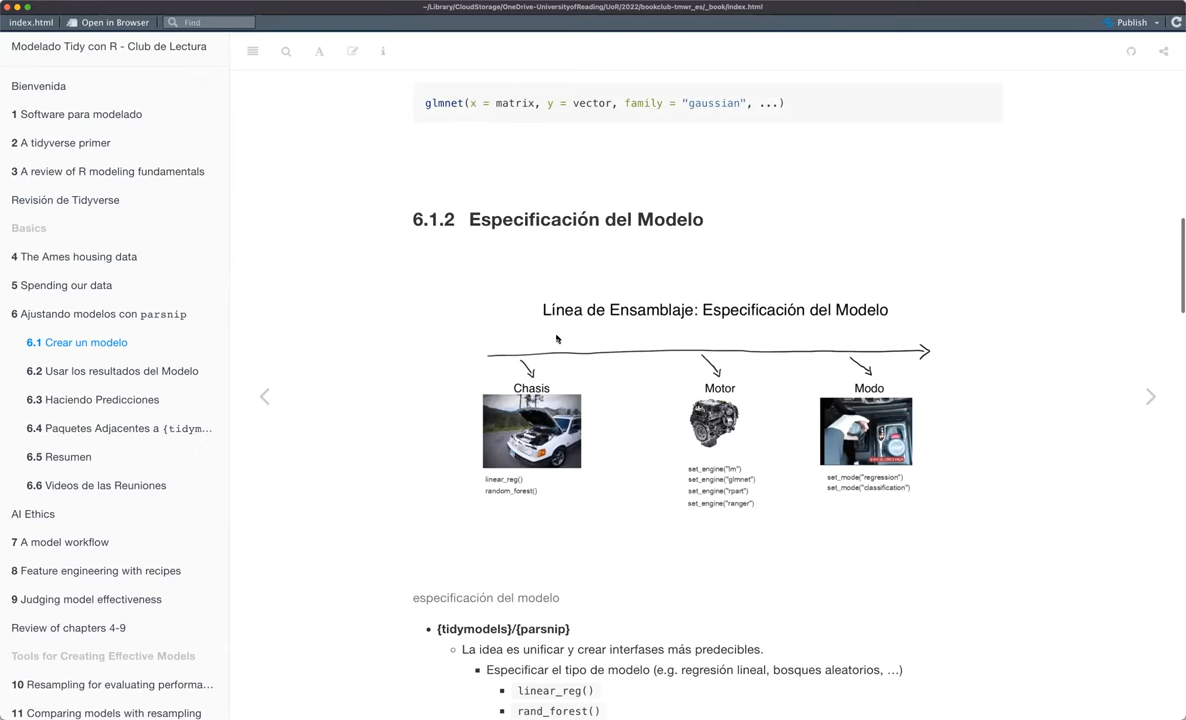 ~/Library/CloudStorage/OneDrive-UniversityofReading/UoR/2022/bookclub-tmwr_es/_book/index.html
index.html
Open in Browser
Find
Publish
Modelado Tidy con R - Club de Lectura
Bienvenida
1 Software para modelado
2 A tidyverse primer
3 A review of R modeling fundamentals
Revisión de Tidyverse
Basics
4 The Ames housing data
5 Spending our data
6 Ajustando modelos con parsnip
6.1 Crear un modelo
6.2 Usar los resultados del Modelo
6.3 Haciendo Predicciones
6.4 Paquetes Adjacentes a {tidym...
6.5 Resumen
6.6 Videos de las Reuniones
AI Ethics
7 A model workflow
8 Feature engineering with recipes
9 Judging model effectiveness
Review of chapters 4-9
Tools for Creating Effective Models
10 Resampling for evaluating performa...
11 Comparing models with resampling
glmnet(x = matrix, y = vector, family = "gaussian", ...)
6.1.2 Especificación del Modelo
Línea de Ensamblaje: Especificación del Modelo
Chasis
linear_reg()
random_forest()
Motor
set_engine("lm")
set_engine("glmnet")
set_engine("rpart")
set_engine("ranger")
Modo
set_mode("regression")
set_mode("classification")
especificación del modelo
{tidymodels}/{parsnip}
La idea es unificar y crear interfases más predecibles.
Especificar el tipo de modelo (e.g. regresión lineal, bosques aleatorios, ...)
linear_reg()
rand_forest()